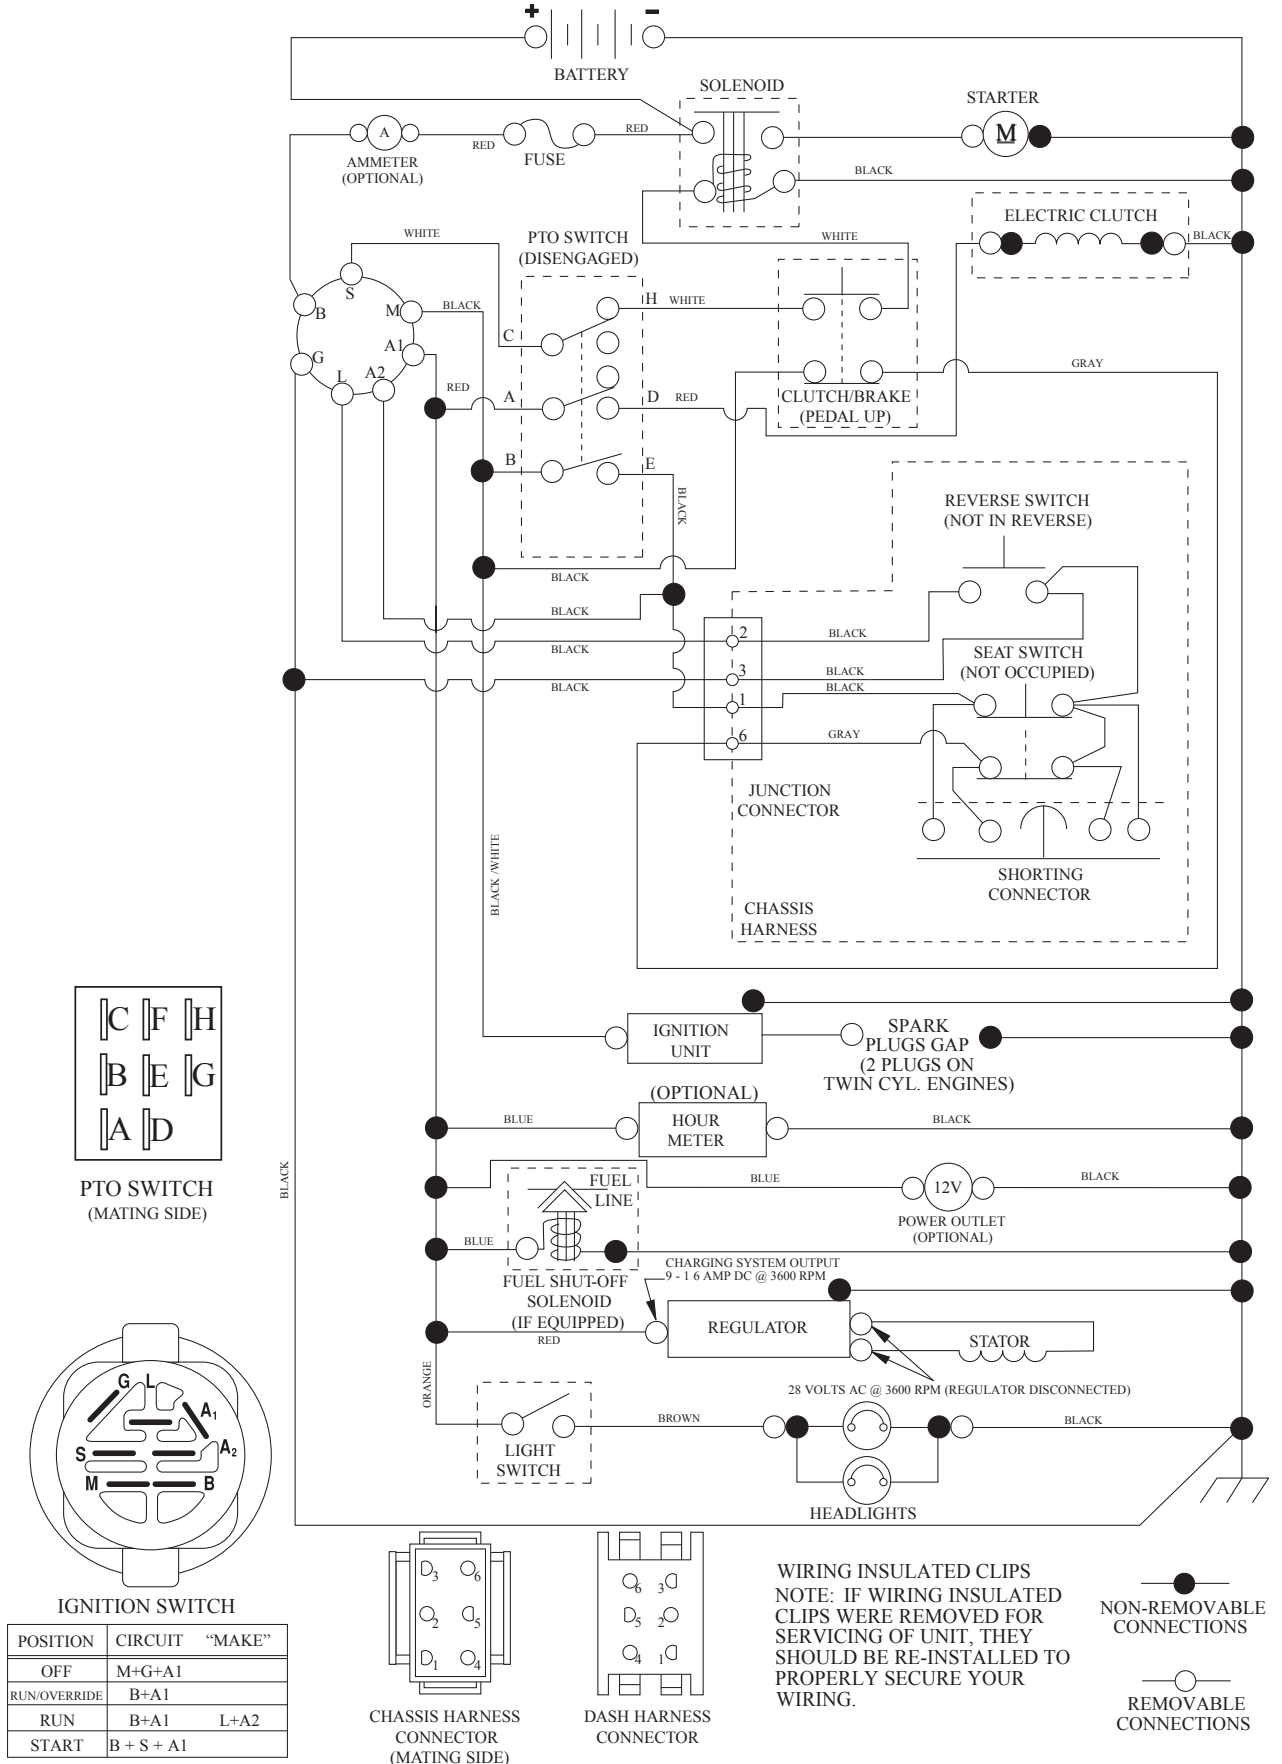 + −
BATTERY
SOLENOID
STARTER
A
RED
FUSE
RED
M
AMMETER
(OPTIONAL)
BLACK
ELECTRIC CLUTCH
BLACK
WHITE
PTO SWITCH
(DISENGAGED)
WHITE
S
B
M
BLACK
H
WHITE
C
G
A1
L
A2
GRAY
RED
A
D
RED
CLUTCH/BRAKE
(PEDAL UP)
B
E
BLACK
REVERSE SWITCH
(NOT IN REVERSE)
BLACK
BLACK
2
BLACK
BLACK
SEAT SWITCH
(NOT OCCUPIED)
3
BLACK
BLACK
BLACK
1
6
GRAY
JUNCTION
CONNECTOR
BLACK /WHITE
SHORTING
CONNECTOR
CHASSIS
HARNESS
C F H
B E G
A D
PTO SWITCH
(MATING SIDE)
IGNITION
UNIT
SPARK
PLUGS GAP
(2 PLUGS ON
TWIN CYL. ENGINES)
(OPTIONAL)
HOUR
METER
BLUE
BLACK
BLACK
FUEL
LINE
BLUE
12V
BLACK
POWER OUTLET
(OPTIONAL)
BLUE
FUEL SHUT-OFF
SOLENOID
(IF EQUIPPED)
CHARGING SYSTEM OUTPUT
9 - 1 6 AMP DC @ 3600 RPM
RED
REGULATOR
STATOR
28 VOLTS AC @ 3600 RPM (REGULATOR DISCONNECTED)
ORANGE
LIGHT
SWITCH
BROWN
BLACK
HEADLIGHTS
G L
A1
S
A2
M
B
IGNITION SWITCH
POSITION CIRCUIT “MAKE”
OFF M+G+A1
RUN/OVERRIDE B+A1
RUN B+A1 L+A2
START B + S + A1
3 6
2 5
1 4
CHASSIS HARNESS
CONNECTOR
(MATING SIDE)
6 3
5 2
4 1
DASH HARNESS
CONNECTOR
WIRING INSULATED CLIPS
NOTE: IF WIRING INSULATED
CLIPS WERE REMOVED FOR
SERVICING OF UNIT, THEY
SHOULD BE RE-INSTALLED TO
PROPERLY SECURE YOUR
WIRING.
NON-REMOVABLE
CONNECTIONS
REMOVABLE
CONNECTIONS